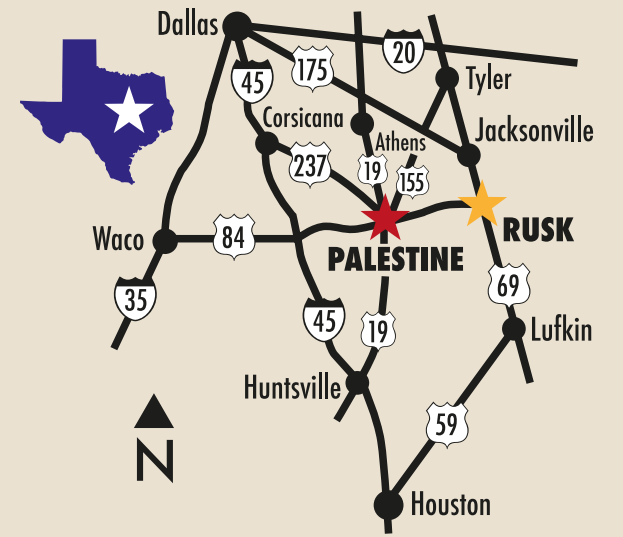 Dallas
20
45
175
Tyler
Corsicana
Athens
Jacksonville
237
19
155
Waco
84
PALESTINE
RUSK
35
45
19
69
Lufkin
Huntsville
59
N
Houston